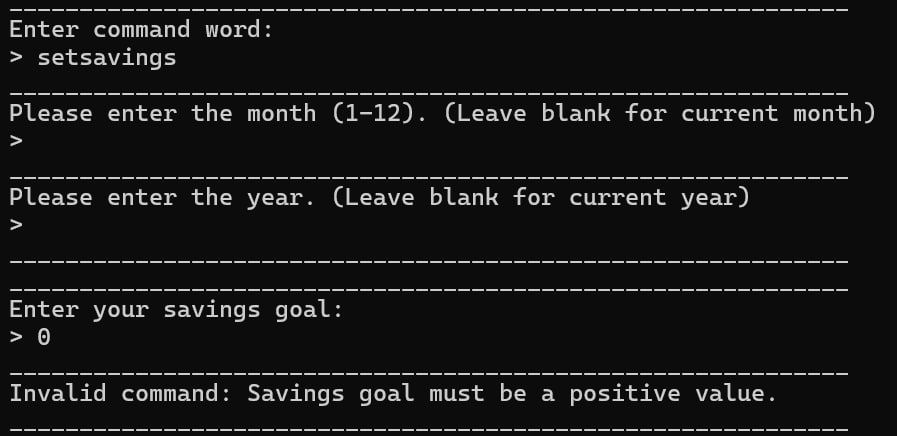 ____________________________________________________________
Enter command word:
> setsavings
____________________________________________________________
Please enter the month (1-12). (Leave blank for current month)
>
____________________________________________________________
Please enter the year. (Leave blank for current year)
>
____________________________________________________________
____________________________________________________________
Enter your savings goal:
> 0
____________________________________________________________
Invalid command: Savings goal must be a positive value.
____________________________________________________________